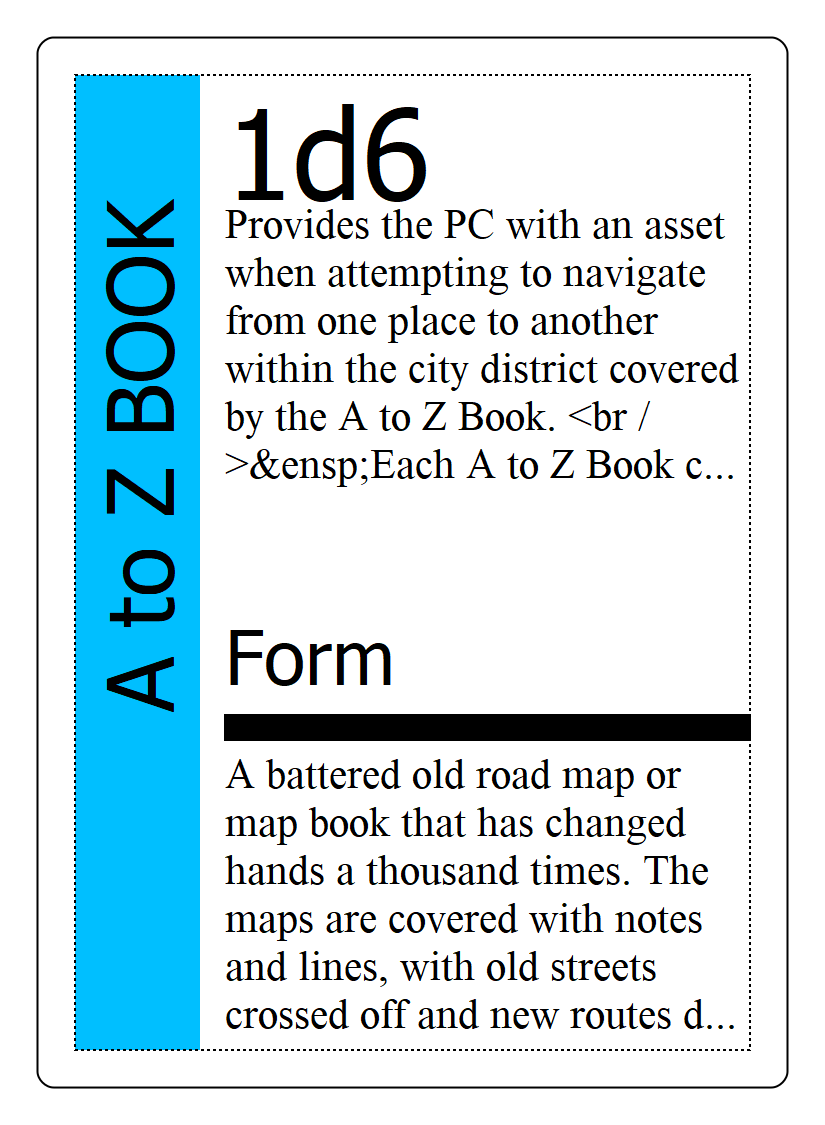 A to Z BOOK
1d6
Provides the PC with an asset
when attempting to navigate
from one place to another
within the city district covered
by the A to Z Book. <br /
>&ensp;Each A to Z Book c...
Form
A battered old road map or
map book that has changed
hands a thousand times. The
maps are covered with notes
and lines, with old streets
crossed off and new routes d...